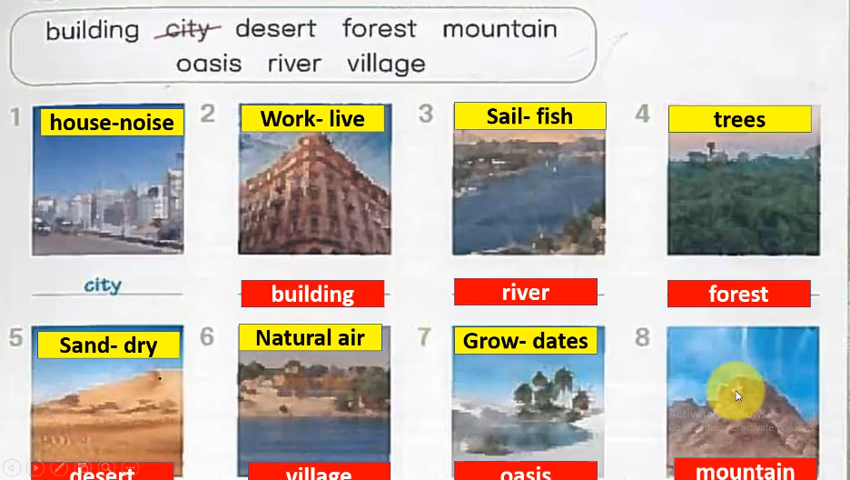 building city desert forest mountain
oasis river village
1 house-noise 2 Work- live 3 Sail- fish 4 trees
city building river forest
5 Sand- dry 6 Natural air 7 Grow- dates 8
desert village oasis mountain